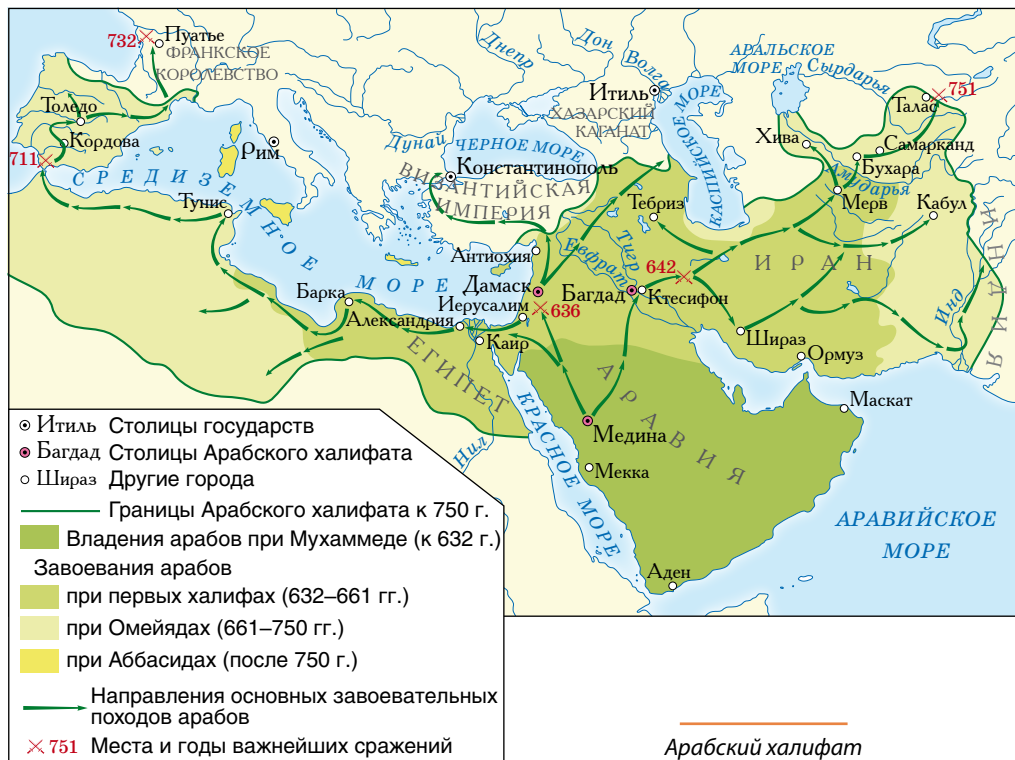 732
Пуатье
ФРАНКСКОЕ
КОРОЛЕВСТВО
Днепр
Дон
Волга
Итиль
ХАЗАРСКИЙ
КАГАНАТ
АРАЛЬСКОЕ
МОРЕ
Сырдарья
751
Талас
Толедо
Кордова
711
Рим
Дунай
ЧЕРНОЕ МОРЕ
Константинополь
ВИЗАНТИЙСКАЯ
ИМПЕРИЯ
КАСПИЙСКОЕ МОРЕ
Хива
Самарканд
Бухара
Амударья
Мерв
Кабул
СРЕДИЗЕМНОЕ МОРЕ
Тунис
Тебриз
Антиохия
Евфрат
Тигр
642
ИРАН
ИНДИЯ
Дамаск
Багдад
Ктесифон
Барка
Иерусалим
636
Александрия
Каир
Шираз
Ормуз
Инд
ЕГИПЕТ
АРАВИЯ
Маскат
КРАСНОЕ МОРЕ
Медина
Мекка
Нил
АРАВИЙСКОЕ
МОРЕ
Аден
Итиль Столицы государств
Багдад Столицы Арабского халифата
Шираз Другие города
Границы Арабского халифата к 750 г.
Владения арабов при Мухаммеде (к 632 г.)
Завоевания арабов
при первых халифах (632–661 гг.)
при Омейядах (661–750 гг.)
при Аббасидах (после 750 г.)
Направления основных завоевательных
походов арабов
751 Места и годы важнейших сражений
Арабский халифат